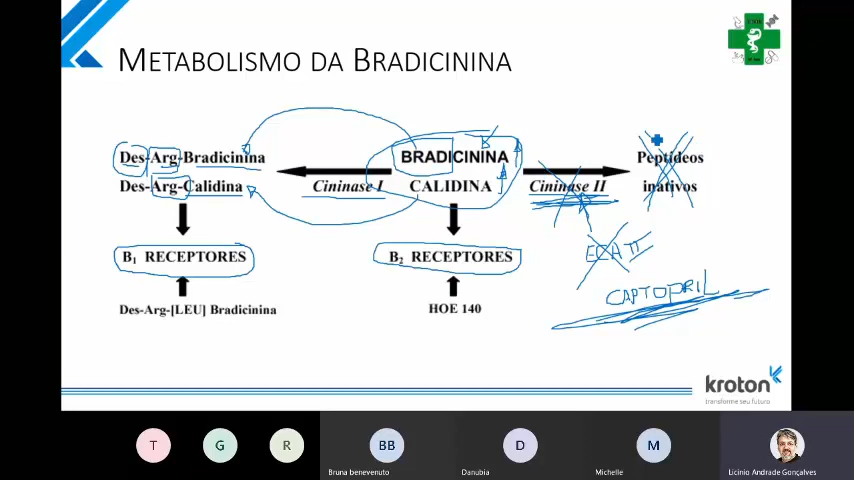 METABOLISMO DA BRADICININA
Des-Arg-Bradicinina
BRADICININA
Peptídeos
Des-Arg-Calidina
Cininase I
CALIDINA
Cininase II
inativos
B₁ RECEPTORES
B₂ RECEPTORES
ECA II
CAPTOPRIL
Des-Arg-[LEU] Bradicinina
HOE 140
kroton
transforme seu futuro
T
G
R
BB
D
M
Bruna benevenuto
Danubia
Michelle
Licinio Andrade Gonçalves